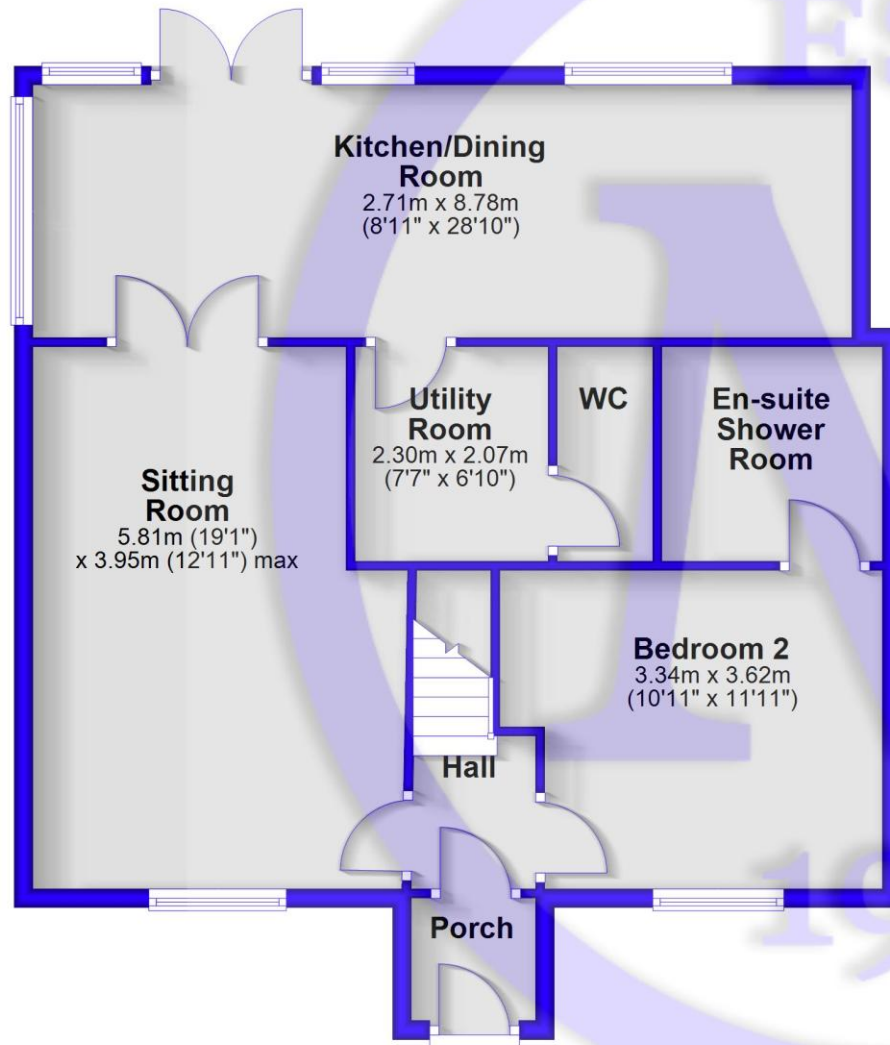 Kitchen/Dining
Room
2.71m x 8.78m
(8'11" x 28'10")
Utility
Room
2.30m x 2.07m
(7'7" x 6'10")
WC
En-suite
Shower
Room
Sitting
Room
5.81m (19'1")
x 3.95m (12'11") max
Bedroom 2
3.34m x 3.62m
(10'11" x 11'11")
Hall
Porch